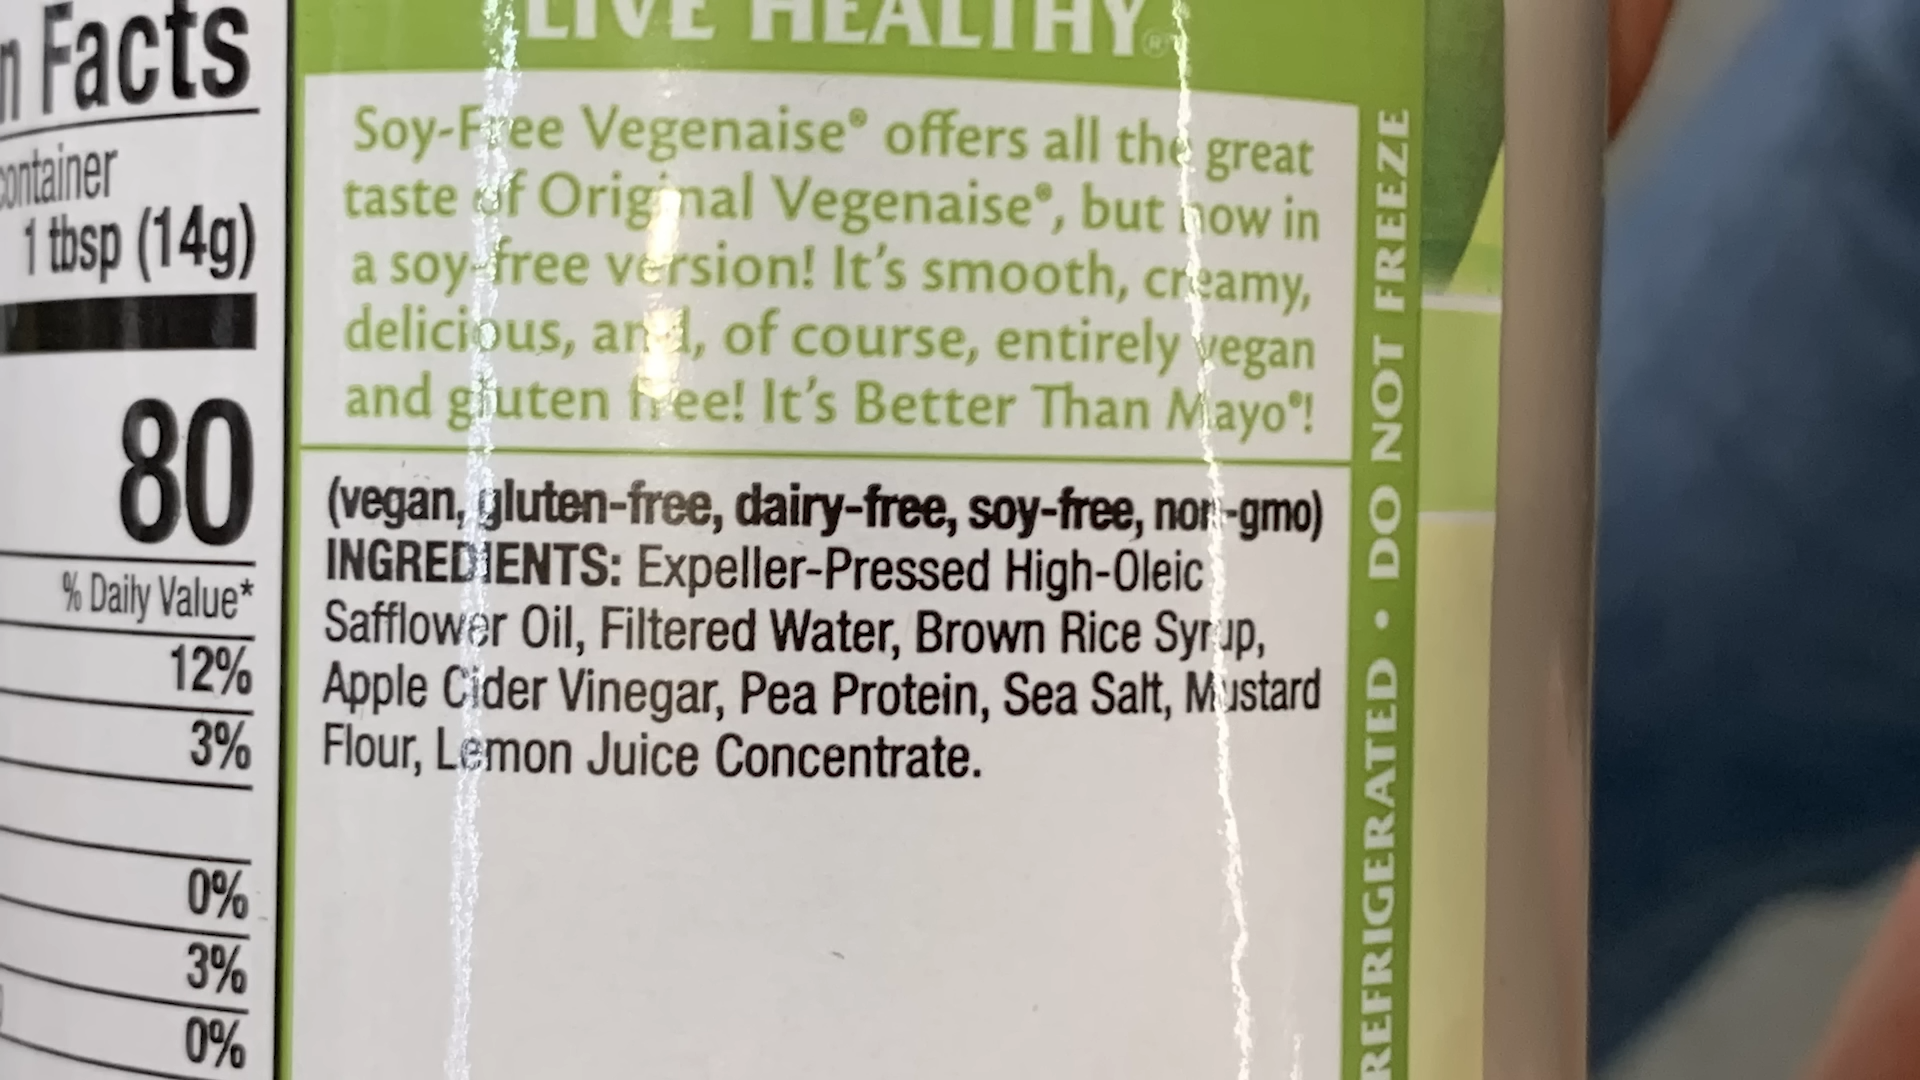 n Facts
container
1 tbsp (14g)
80
% Daily Value*
12%
3%
0%
3%
0%
LIVE HEALTHY®
Soy-Free Vegenaise® offers all the great
taste of Original Vegenaise®, but now in
a soy-free version! It's smooth, creamy,
delicious, and, of course, entirely vegan
and gluten free! It's Better Than Mayo®!
(vegan, gluten-free, dairy-free, soy-free, non-gmo)
INGREDIENTS: Expeller-Pressed High-Oleic
Safflower Oil, Filtered Water, Brown Rice Syrup,
Apple Cider Vinegar, Pea Protein, Sea Salt, Mustard
Flour, Lemon Juice Concentrate.
REFRIGERATED • DO NOT FREEZE